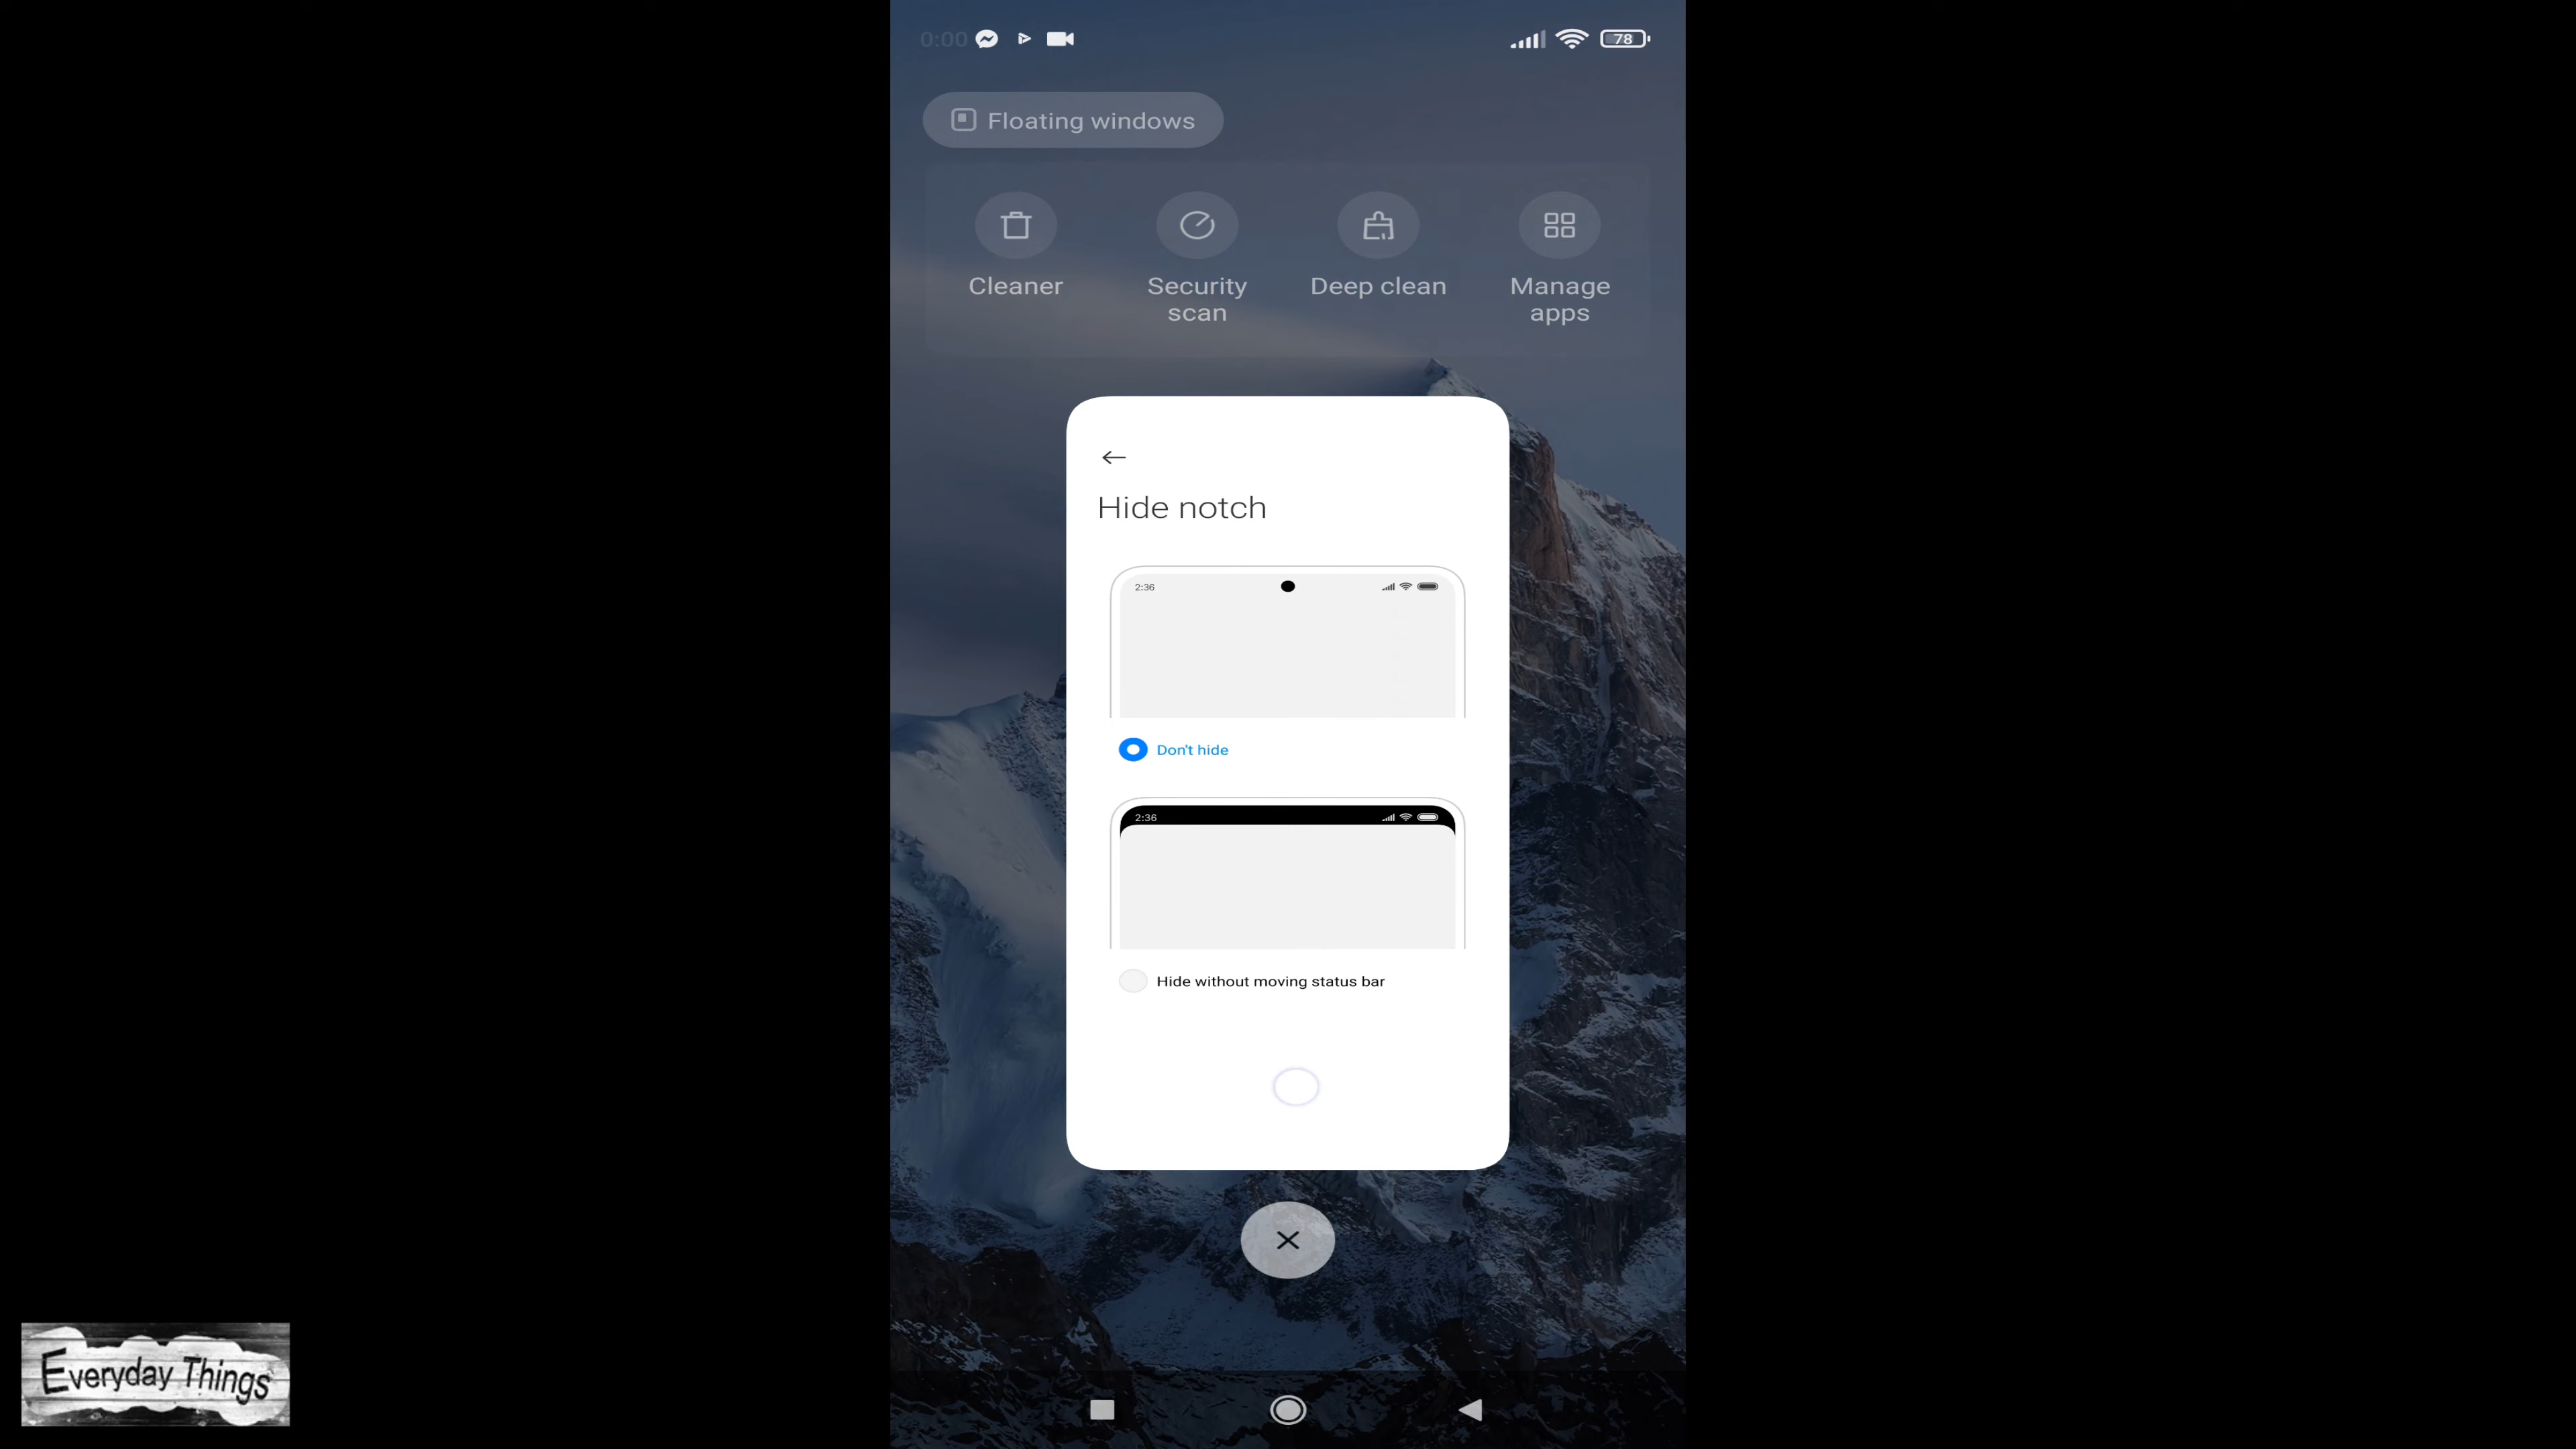 0:00
78
Floating windows
Cleaner
Security
scan
Deep clean
Manage
apps
Hide notch
2:36
Don't hide
2:36
Hide without moving status bar
Everyday Things